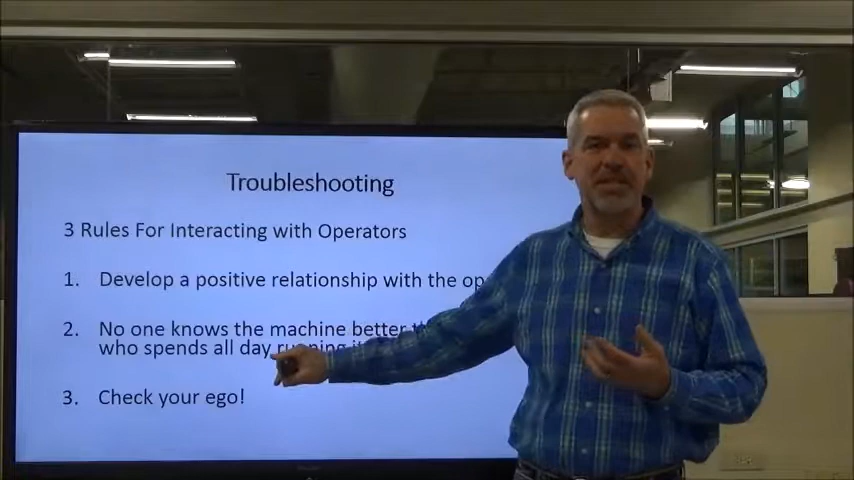 Troubleshooting
3 Rules For Interacting with Operators
1. Develop a positive relationship with the
2. No one knows the machine better
who spends all day running
3. Check your ego!